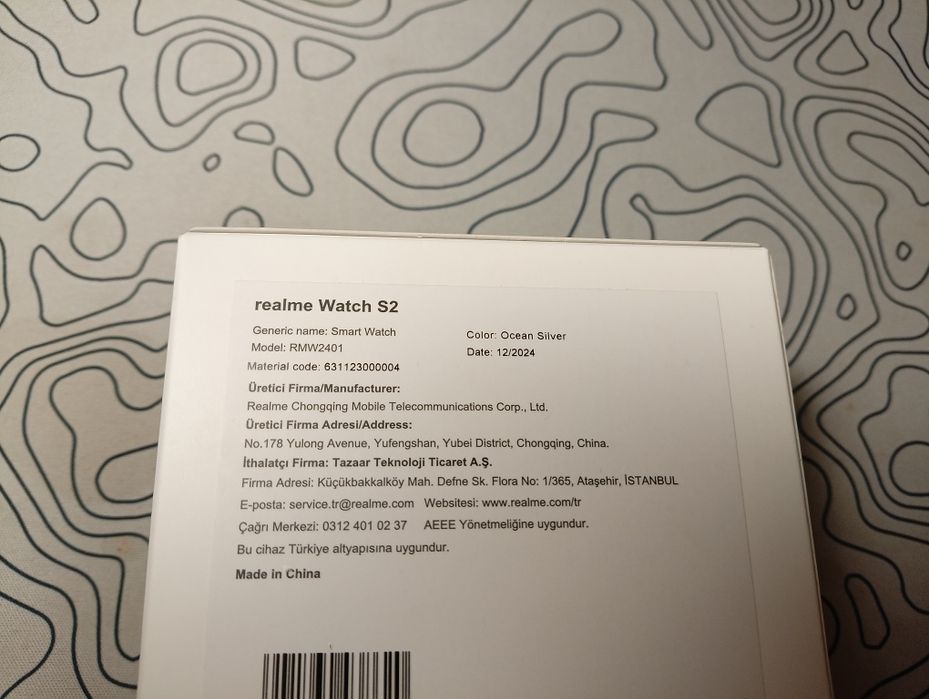 realme Watch S2
Generic name: Smart Watch
Color: Ocean Silver
Model: RMW2401
Date: 12/2024
Material code: 631123000004
Üretici Firma/Manufacturer:
Realme Chongqing Mobile Telecommunications Corp., Ltd.
Üretici Firma Adresi/Address:
No.178 Yulong Avenue, Yufengshan, Yubei District, Chongqing, China.
İthalatçı Firma: Tazaar Teknoloji Ticaret A.Ş.
Firma Adresi: Küçükbakkalköy Mah. Defne Sk. Flora No: 1/365, Ataşehir, İSTANBUL
E-posta: service.tr@realme.com Websitesi: www.realme.com/tr
Çağrı Merkezi: 0312 401 02 37 AEEE Yönetmeliğine uygundur.
Bu cihaz Türkiye altyapısına uygundur.
Made in China